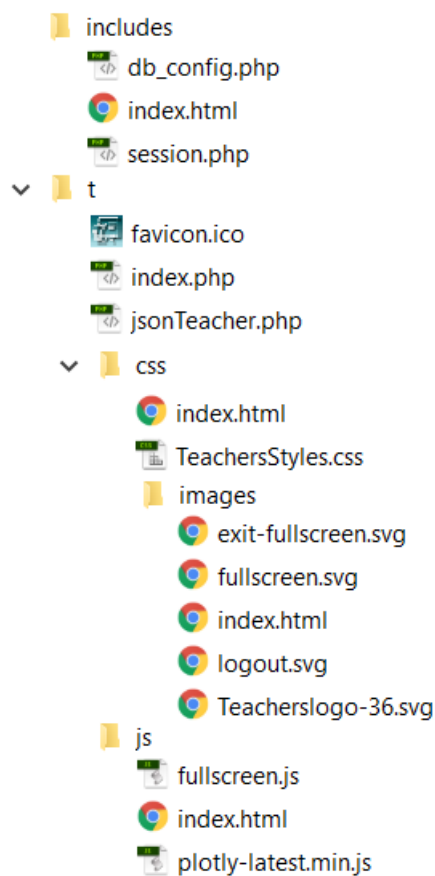 includes
db_config.php
index.html
session.php
t
favicon.ico
index.php
jsonTeacher.php
css
index.html
TeachersStyles.css
images
exit-fullscreen.svg
fullscreen.svg
index.html
logout.svg
Teacherslogo-36.svg
js
fullscreen.js
index.html
plotly-latest.min.js